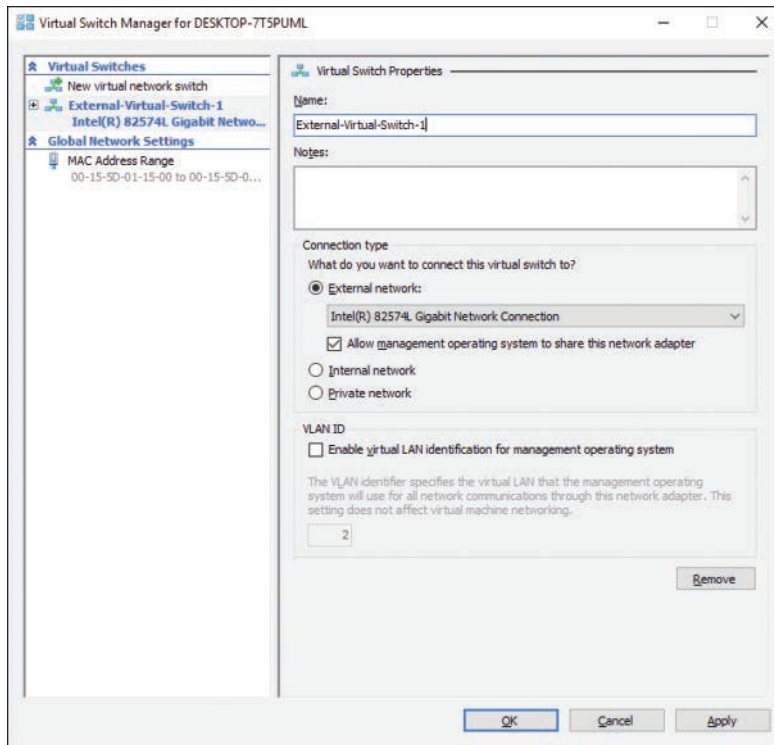 Virtual Switch Manager for DESKTOP-7T5PUML
Virtual Switches
New virtual network switch
External-Virtual-Switch-1
Intel(R) 82574L Gigabit Netwo...
Global Network Settings
MAC Address Range
00-15-5D-01-15-00 to 00-15-5D-0...
Virtual Switch Properties
Name:
External-Virtual-Switch-1
Notes:
Connection type
What do you want to connect this virtual switch to?
External network:
Intel(R) 82574L Gigabit Network Connection
Allow management operating system to share this network adapter
Internal network
Private network
VLAN ID
Enable virtual LAN identification for management operating system
The VLAN identifier specifies the virtual LAN that the management operating
system will use for all network communications through this network adapter. This
setting does not affect virtual machine networking.
2
Remove
OK
Cancel
Apply